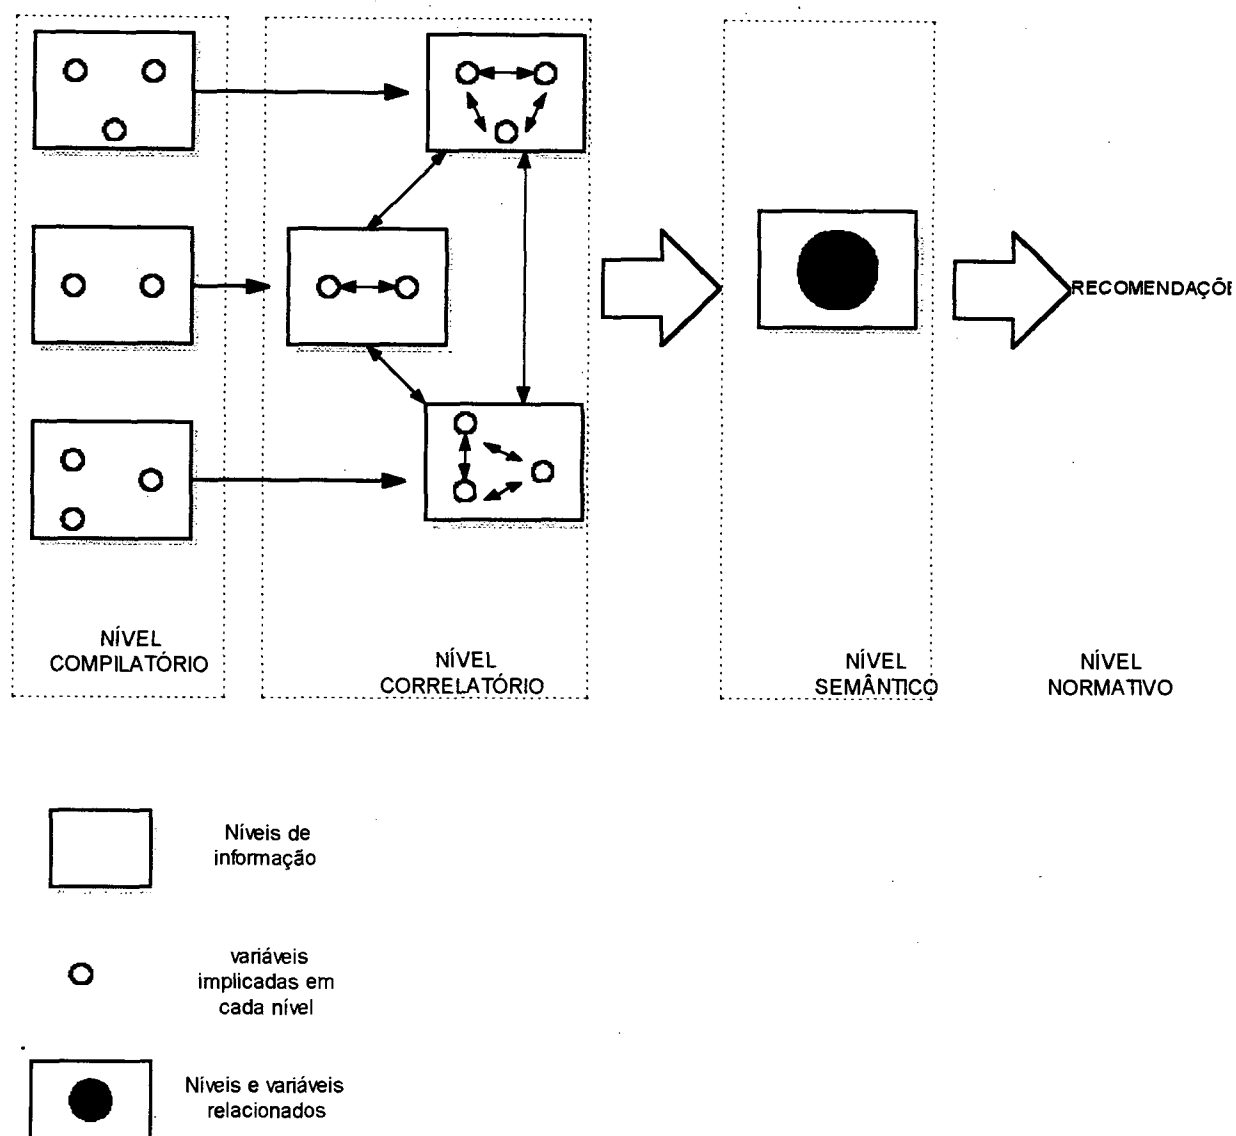 RECOMENDAÇÕE
NÍVEL
COMPILATÓRIO
NÍVEL
CORRELATÓRIO
NÍVEL
SEMÂNTICO
NÍVEL
NORMATIVO
Níveis de
informação
variáveis
implicadas em
cada nível
Níveis e variáveis
relacionados